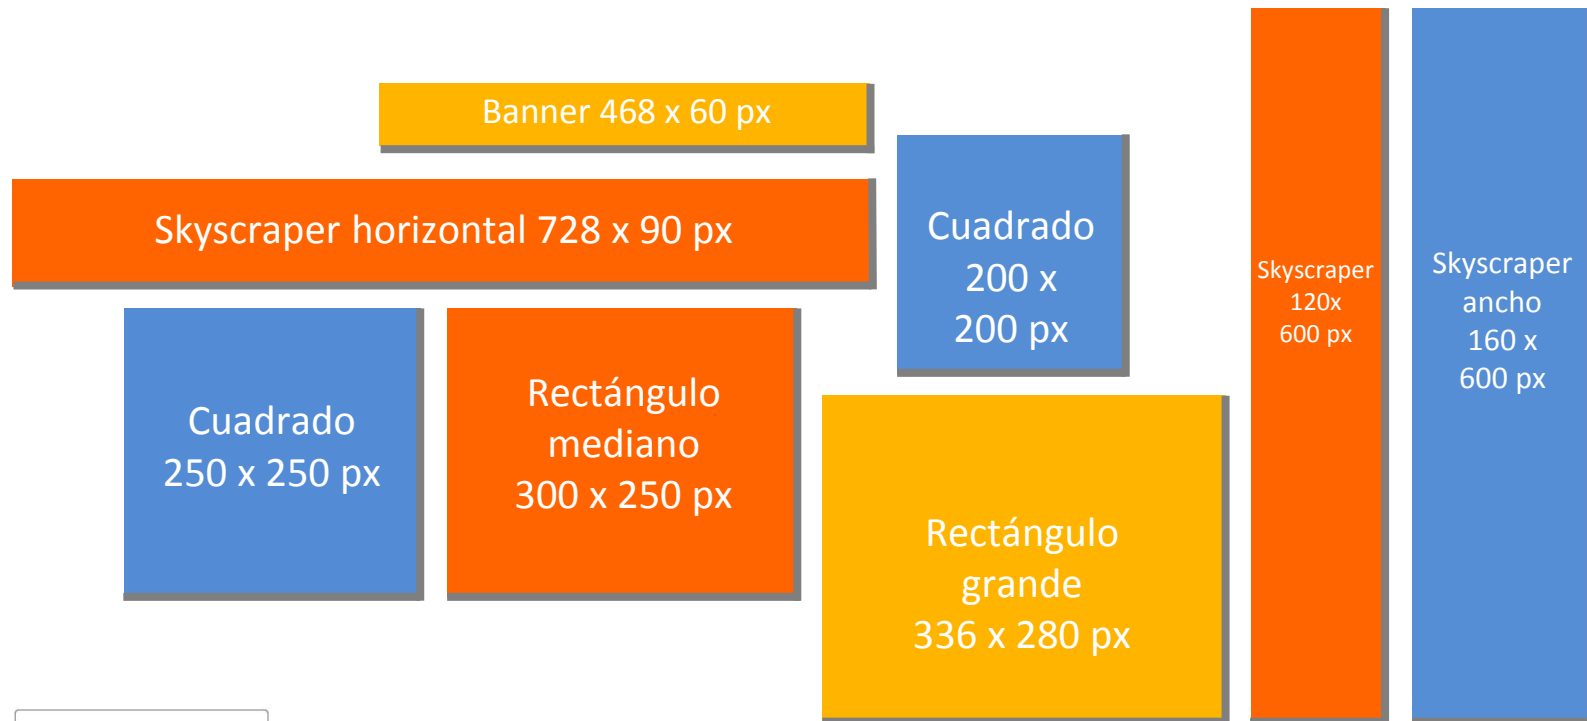 Banner 468 x 60 px
Skyscraper horizontal 728 x 90 px
Cuadrado
200 x
200 px
Skyscraper
120x
600 px
Skyscraper
ancho
160 x
600 px
Cuadrado
250 x 250 px
Rectángulo
mediano
300 x 250 px
Rectángulo
grande
336 x 280 px